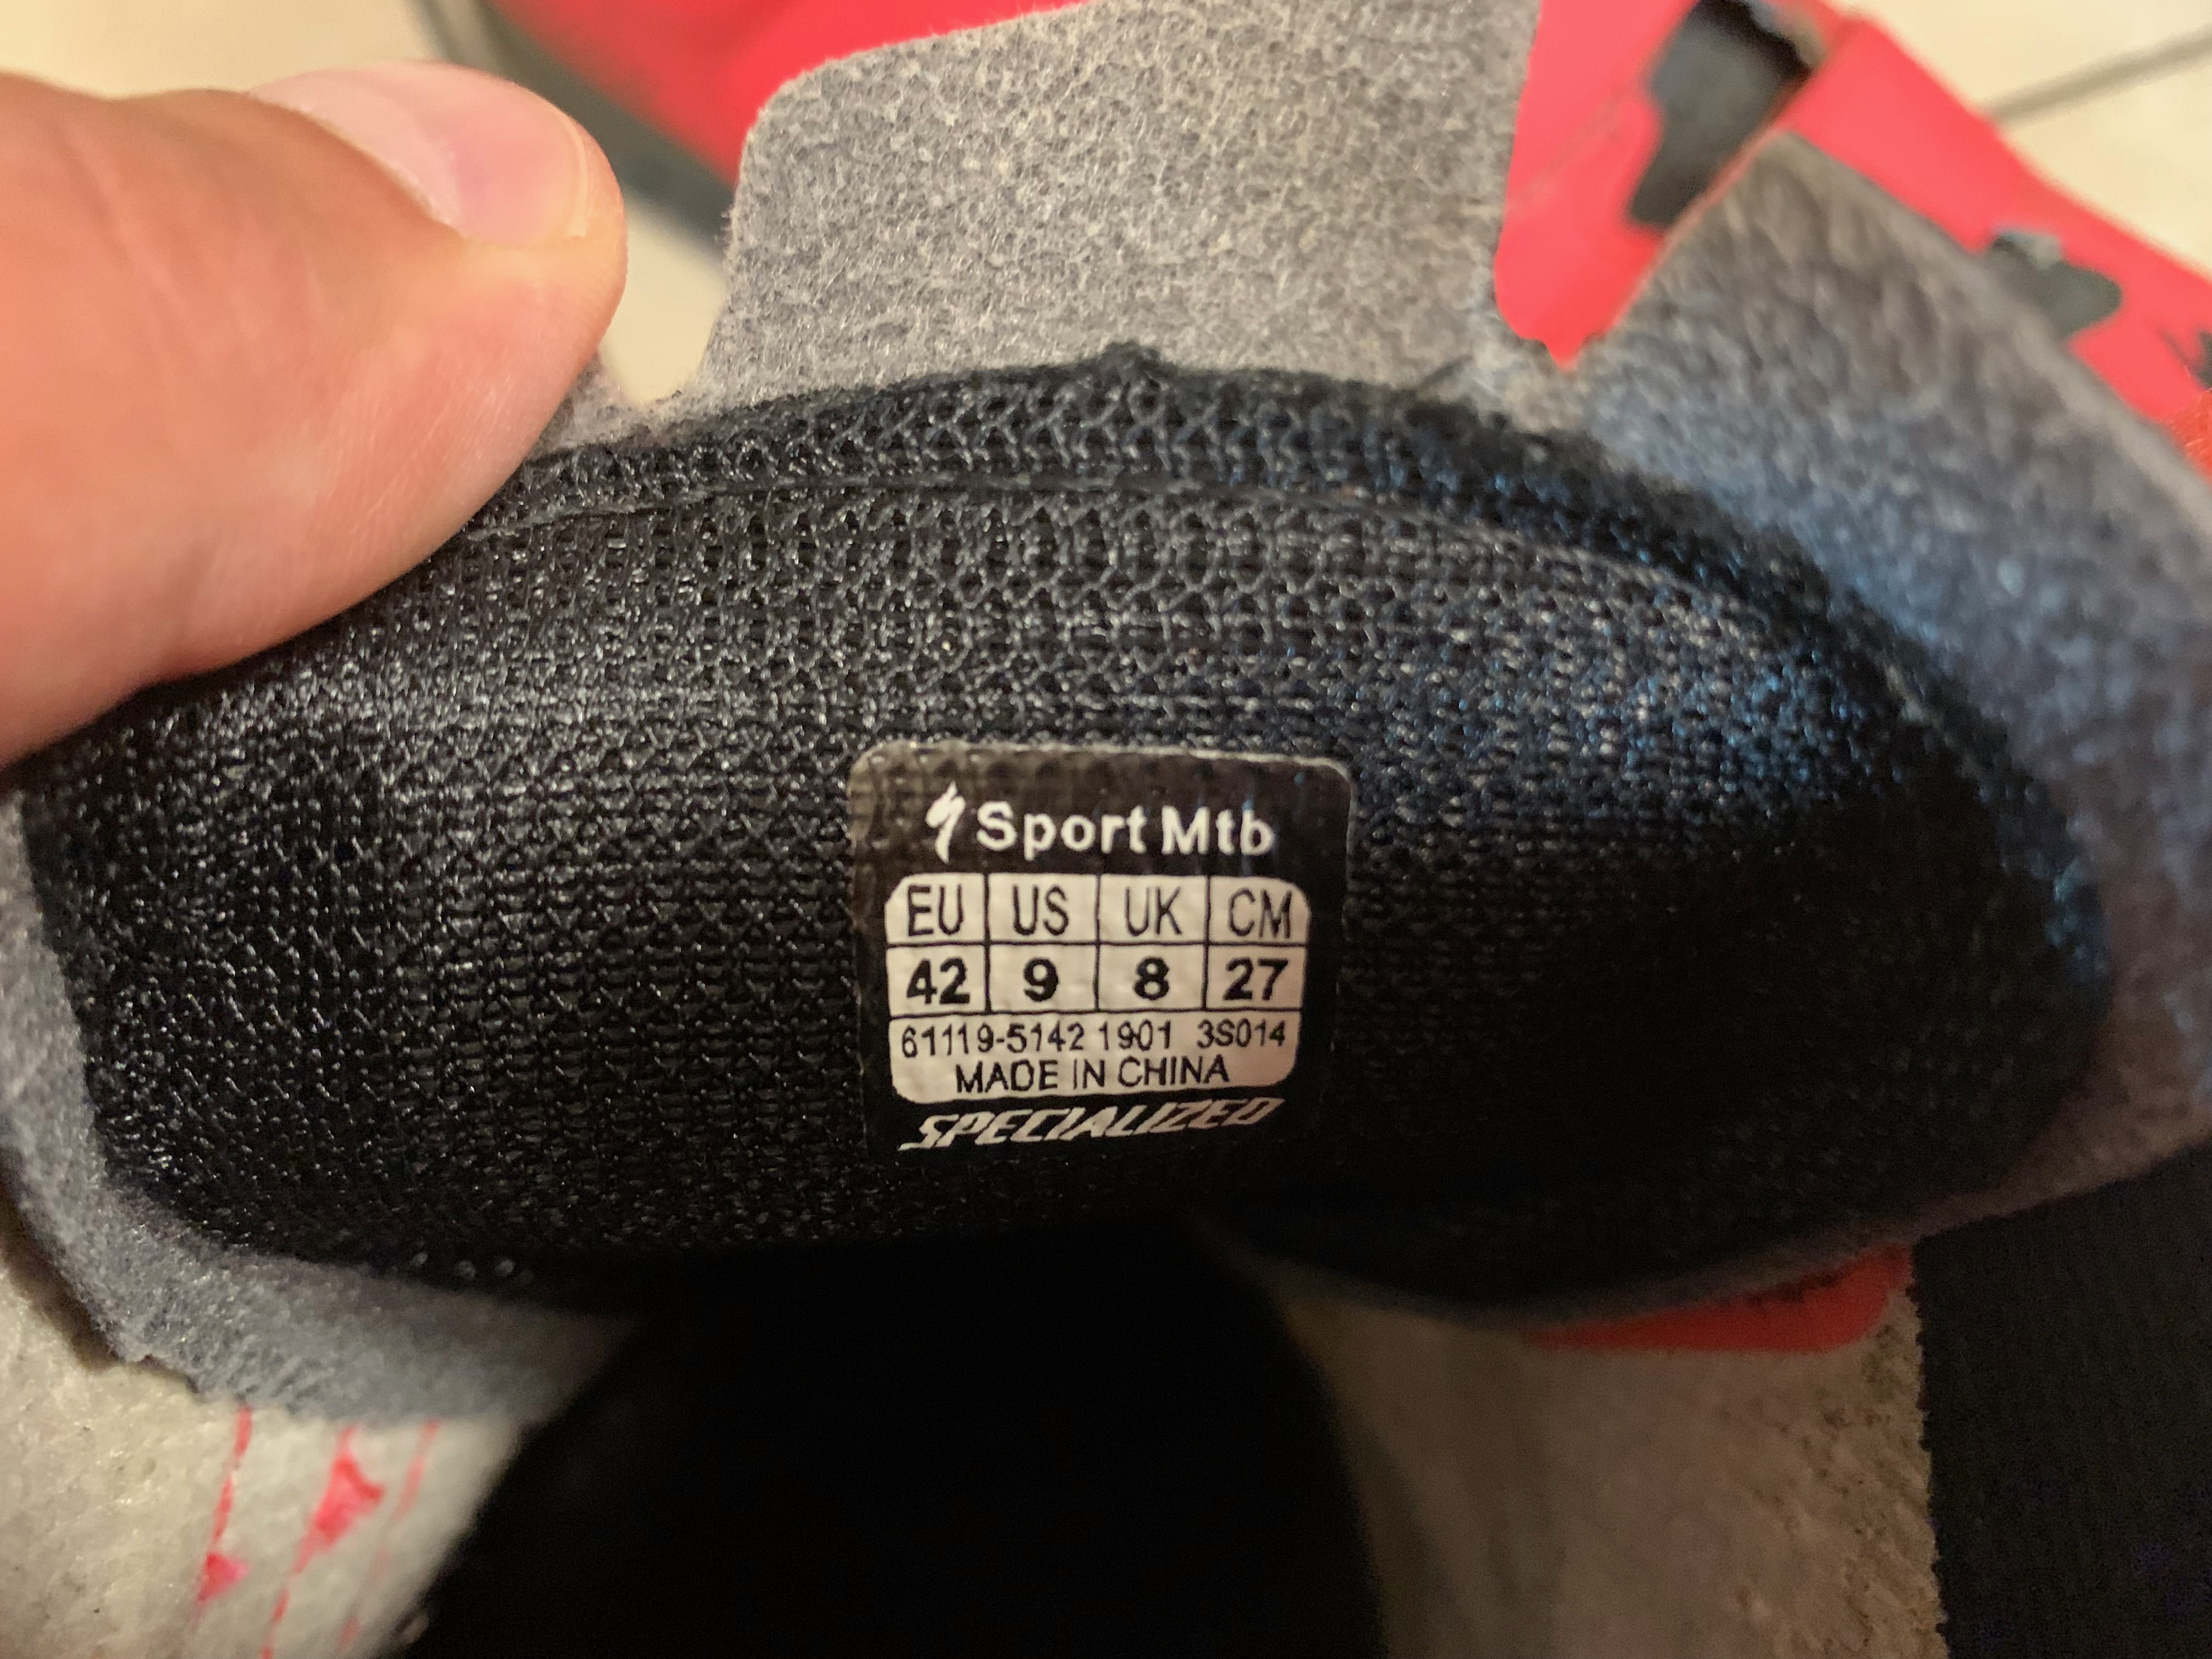 Sport Mtb
EU US UK CM
42 9 8 27
61119-5142 1901 3S014
MADE IN CHINA
SPECIALIZED